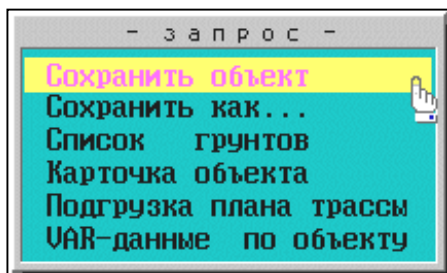 - запрос -
Сохранить объект
Сохранить как...
Список грунтов
Карточка объекта
Подгрузка плана трассы
VAR-данные по объекту